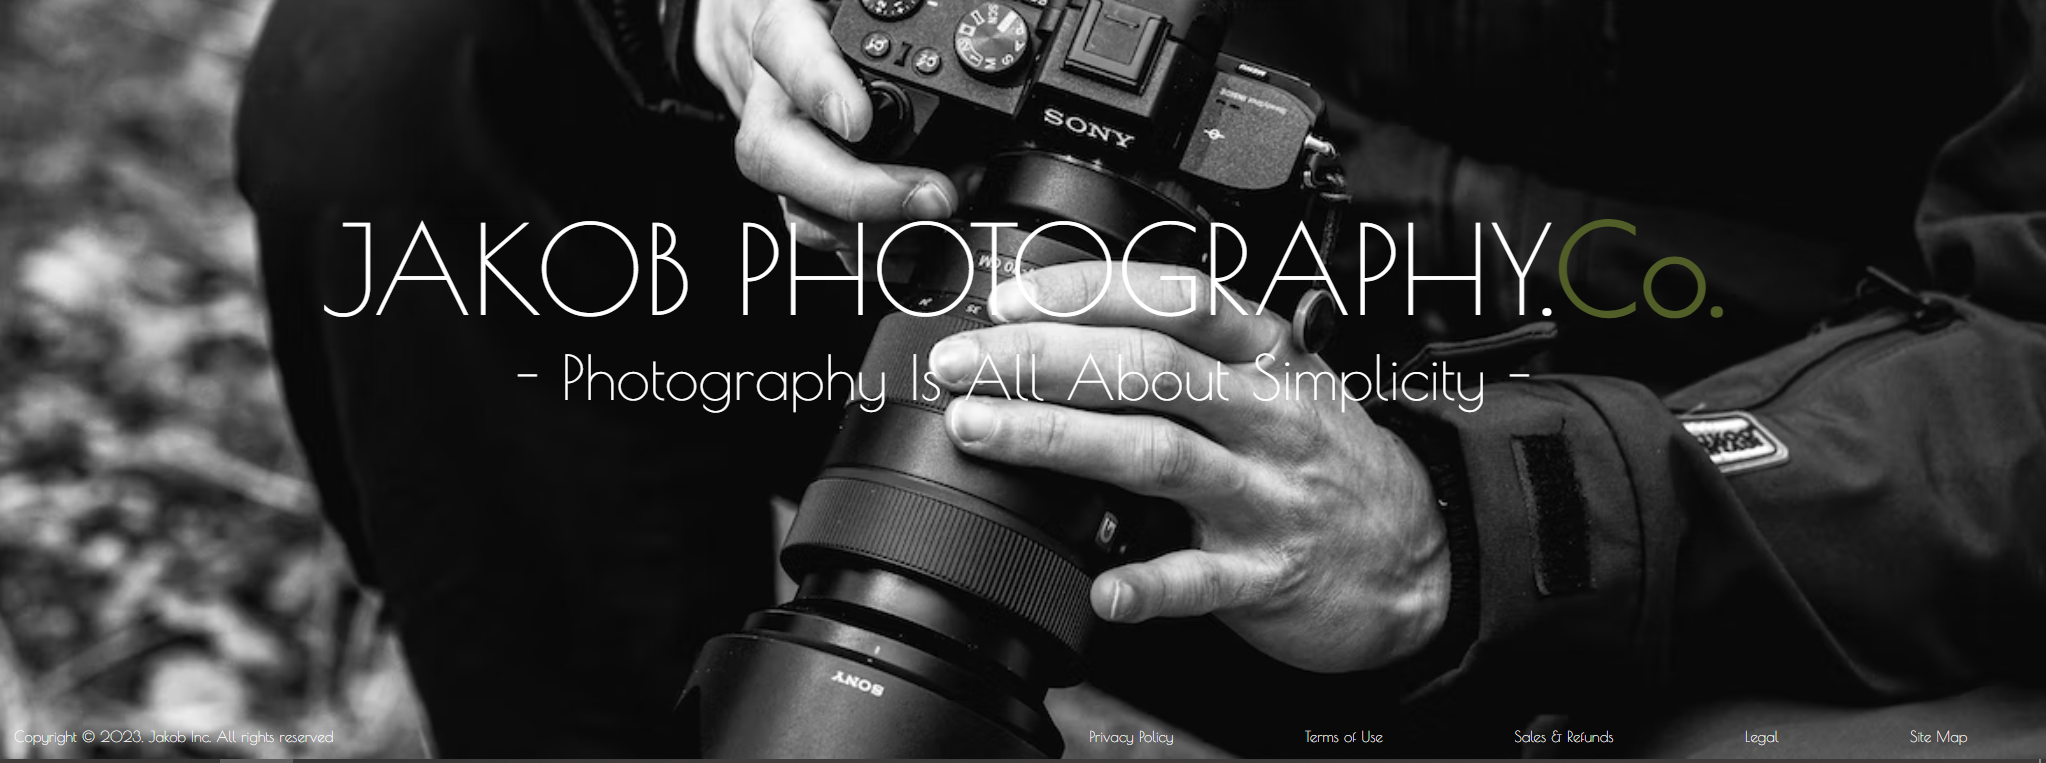 SONY
JAKOB PHOTOGRAPHY.Co.
- Photography Is All About Simplicity -
G
SONY
Copyright © 2023. Jakob Inc. All rights reserved
Privacy Policy
Terms of Use
Sales & Refunds
Legal
Site Map